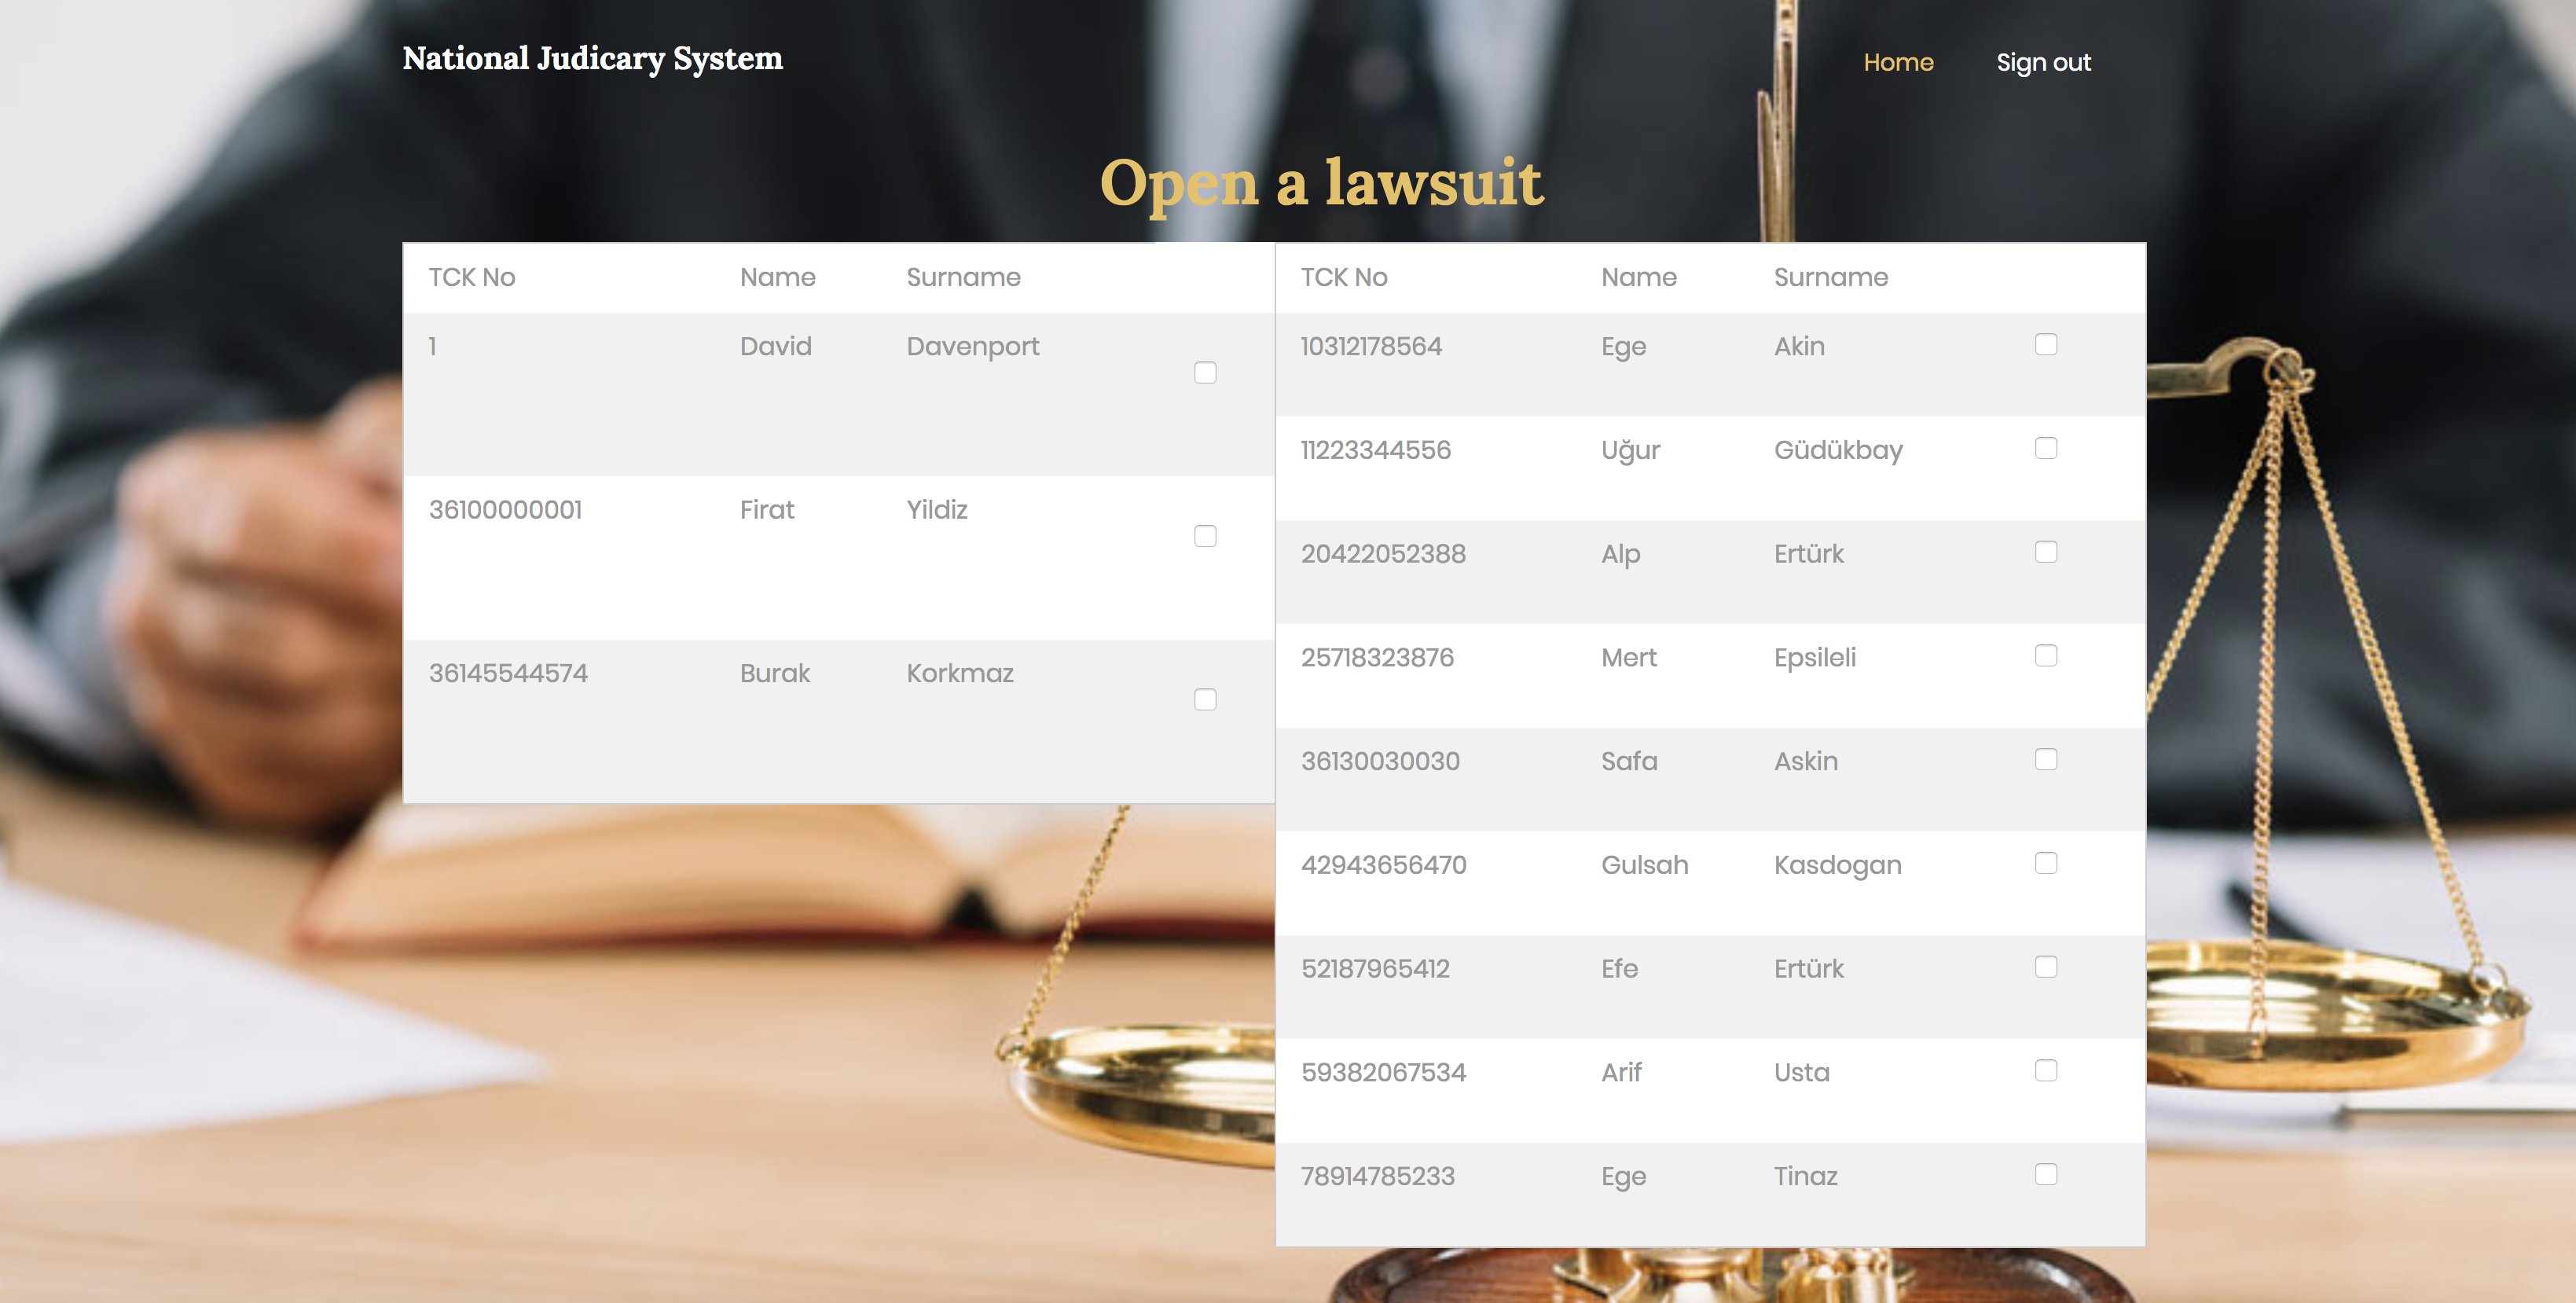 National Judicary System
Home
Sign out
Open a lawsuit
TCK No Name Surname
1 David Davenport
36100000001 Firat Yildiz
36145544574 Burak Korkmaz
TCK No Name Surname
10312178564 Ege Akin
11223344556 Uğur Güdükbay
20422052388 Alp Ertürk
25718323876 Mert Epsileli
36130030030 Safa Askin
42943656470 Gulsah Kasdogan
52187965412 Efe Ertürk
59382067534 Arif Usta
78914785233 Ege Tinaz